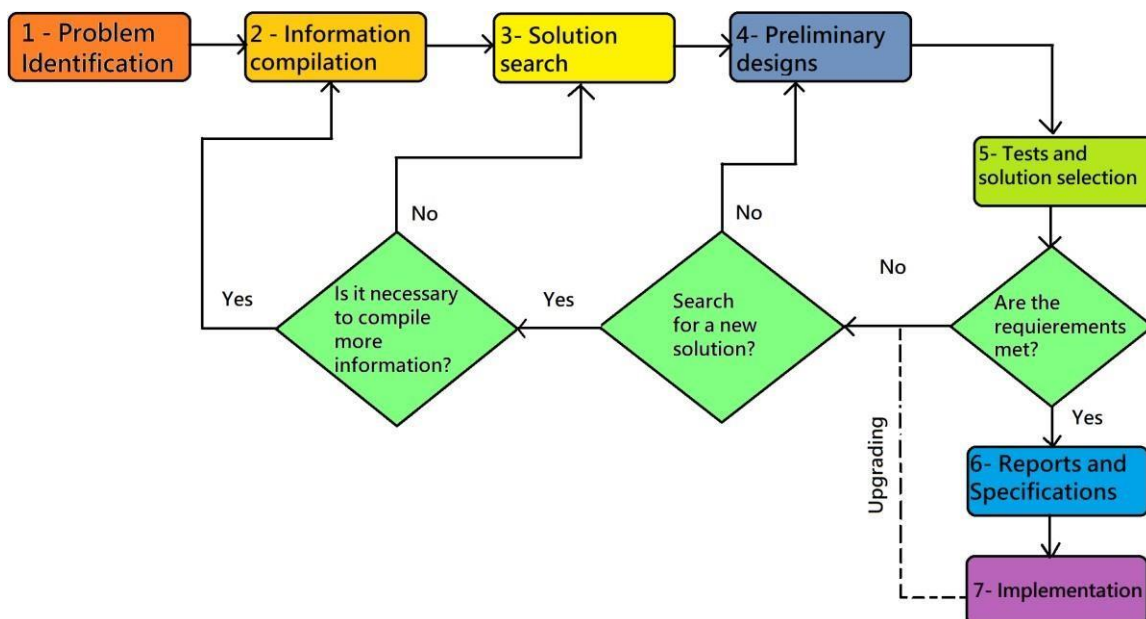 1 - Problem
Identification
2 - Information
compilation
3- Solution
search
4- Preliminary
designs
5- Tests and
solution selection
No
No
No
Yes
Is it necessary
to compile
more
information?
Yes
Search
for a new
solution?
Are the
requierements
met?
Yes
Upgrading
6- Reports and
Specifications
7- Implementation